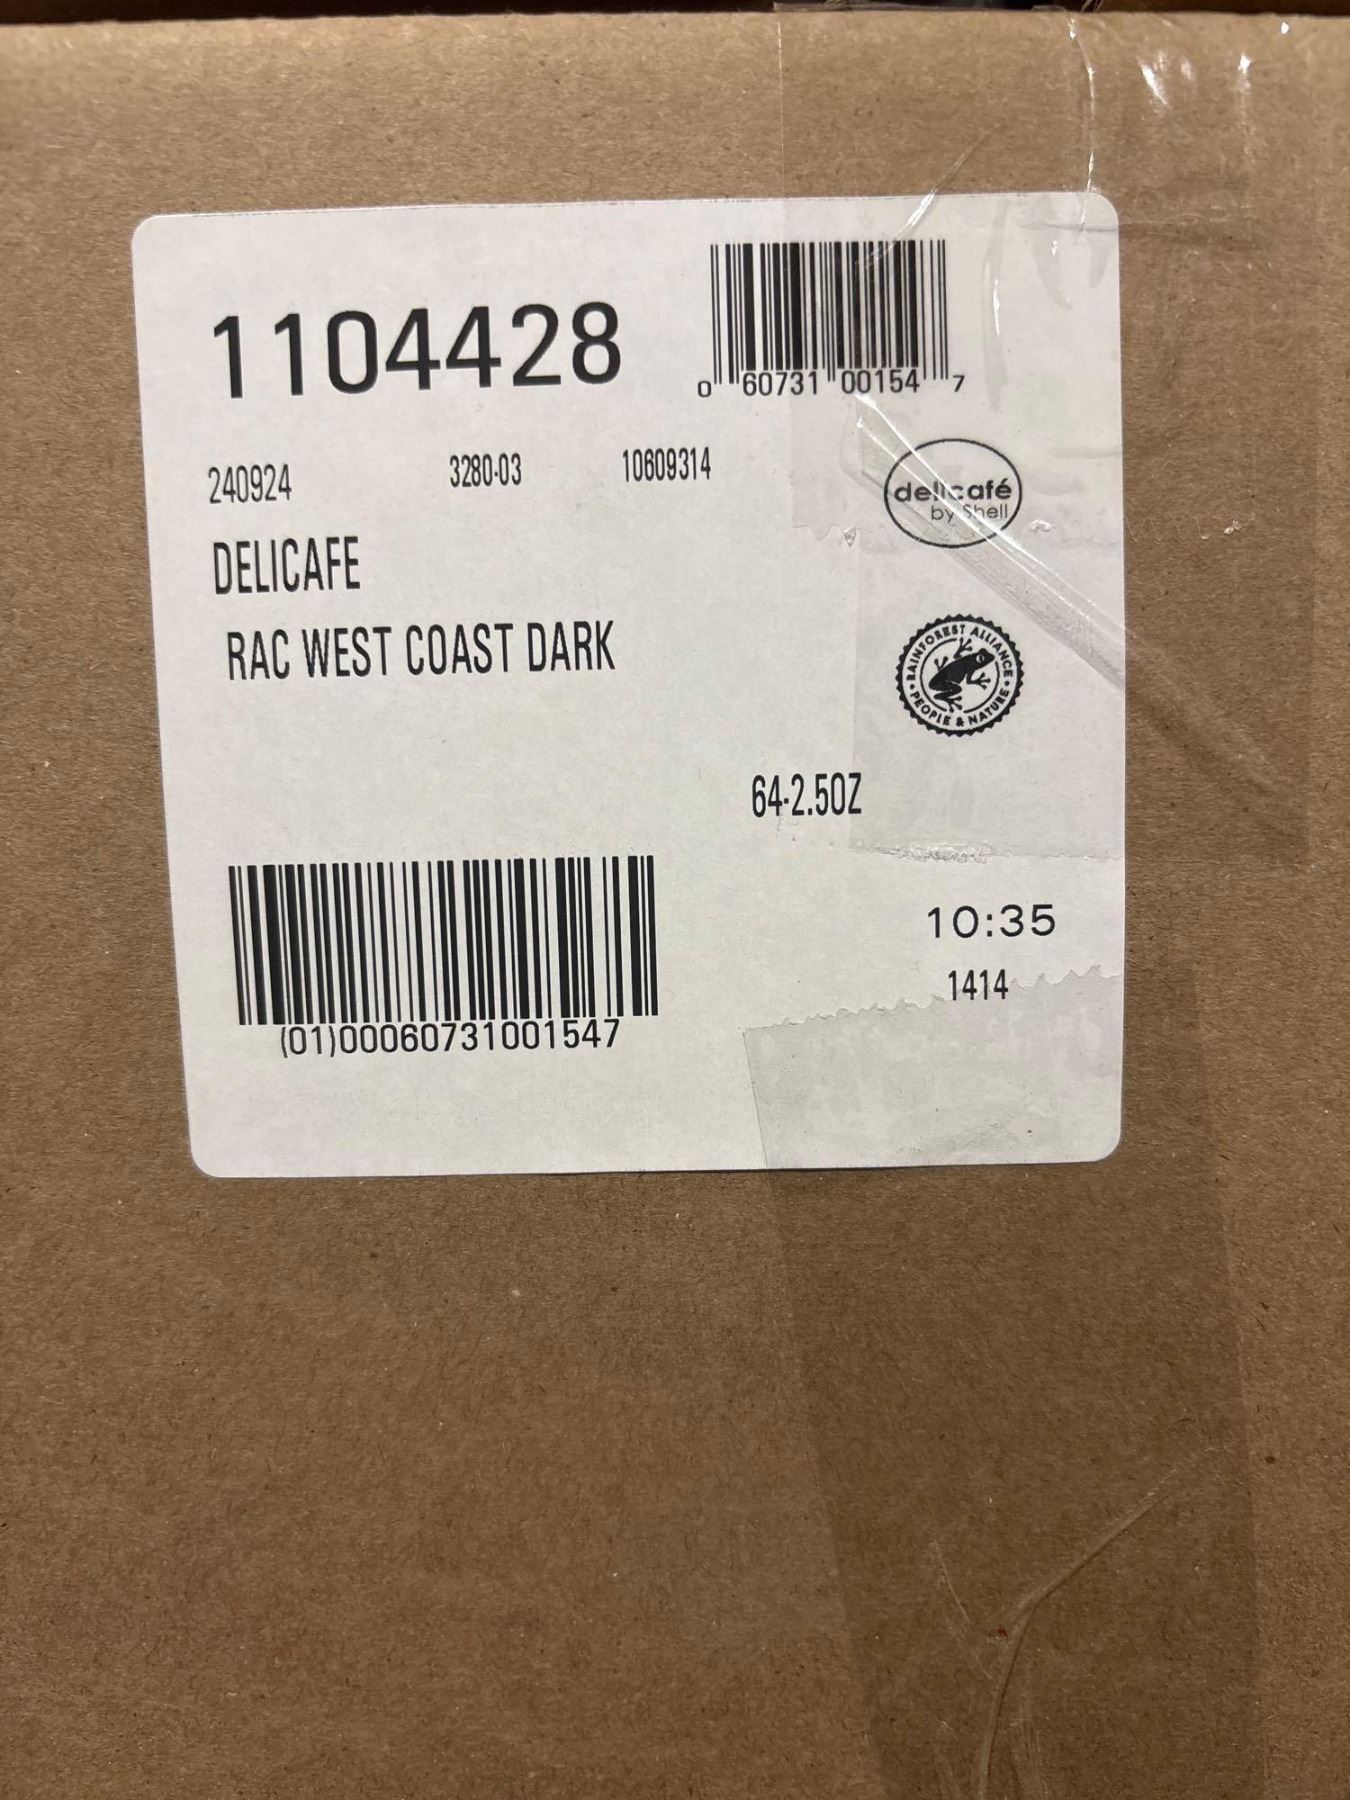 1104428
0 60731 00154 7
240924 3280-03 10609314
delicafé
by Shell
DELICAFE
RAC WEST COAST DARK
RAINFOREST ALLIANCE
PEOPLE & NATURE
64-2.5OZ
10:35
1414
(01)00060731001547